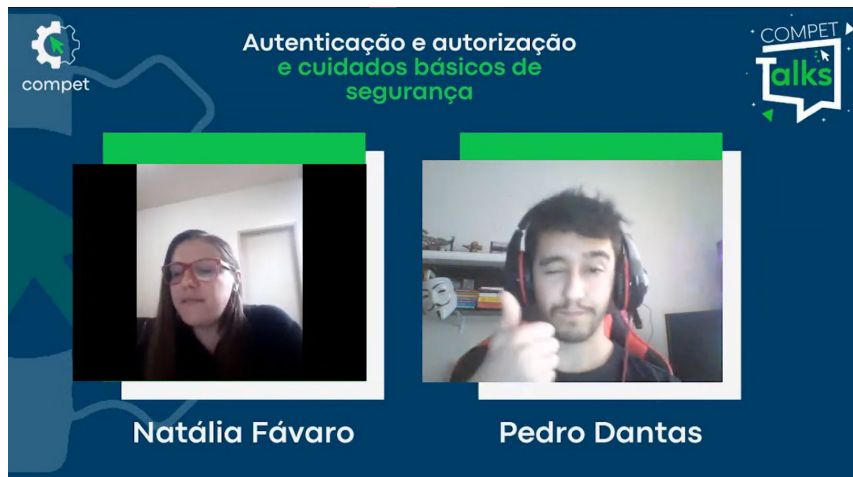 compet
Autenticação e autorização
e cuidados básicos de
segurança
COMPET
Talks
Natália Fávaro
Pedro Dantas